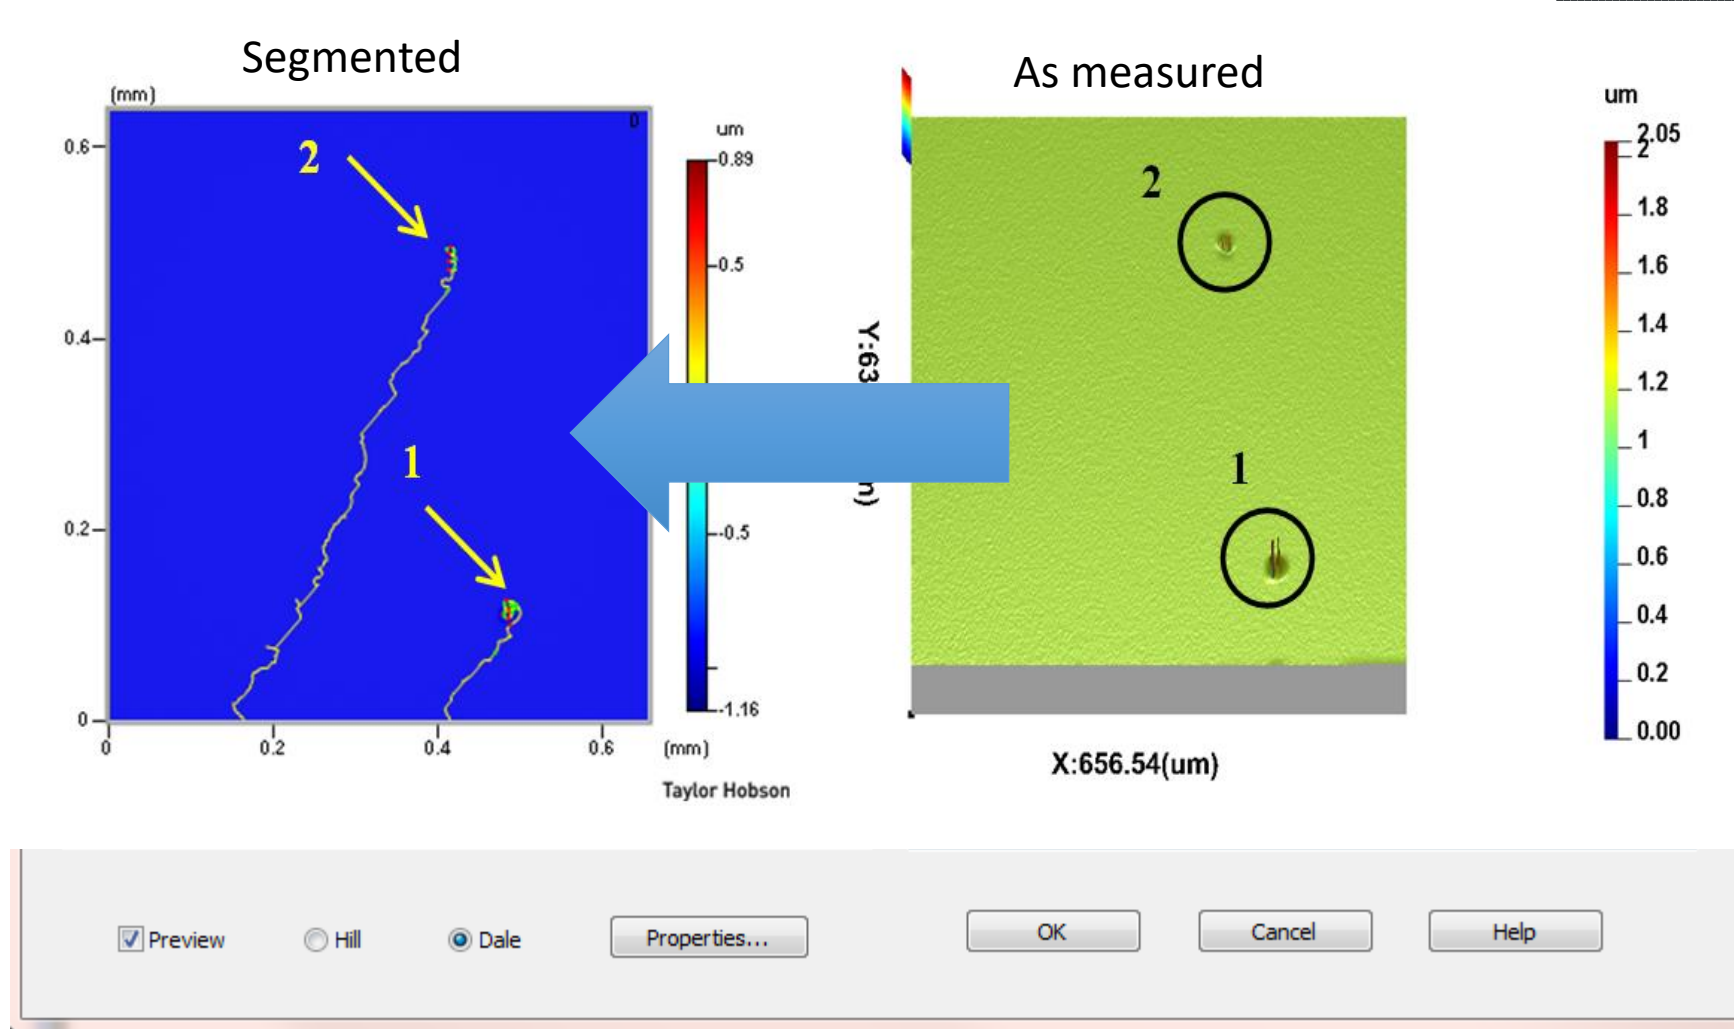 Segmented
As measured
(mm)
0
0.6
0.4
0.2
0
0
0.2
0.4
0.6
(mm)
2
1
um
0.89
0.5
-0.5
-1.16
Taylor Hobson
2
1
X:656.54(um)
um
2.05
2
1.8
1.6
1.4
1.2
1
0.8
0.6
0.4
0.2
0.00
Preview
Hill
Dale
Properties...
OK
Cancel
Help